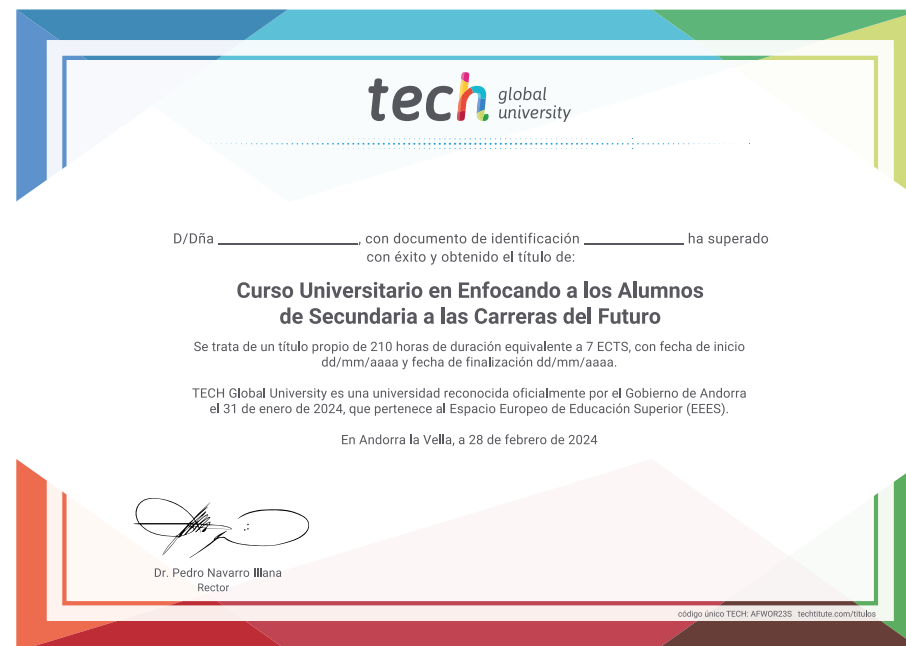 tech global university
D/Dña ____________________, con documento de identificación ______________ ha superado
con éxito y obtenido el título de:
Curso Universitario en Enfocando a los Alumnos
de Secundaria a las Carreras del Futuro
Se trata de un título propio de 210 horas de duración equivalente a 7 ECTS, con fecha de inicio
dd/mm/aaaa y fecha de finalización dd/mm/aaaa.
TECH Global University es una universidad reconocida oficialmente por el Gobierno de Andorra
el 31 de enero de 2024, que pertenece al Espacio Europeo de Educación Superior (EEES).
En Andorra la Vella, a 28 de febrero de 2024
Dr. Pedro Navarro Illana
Rector
código único TECH: AFWOR23S techtitute.com/titulos